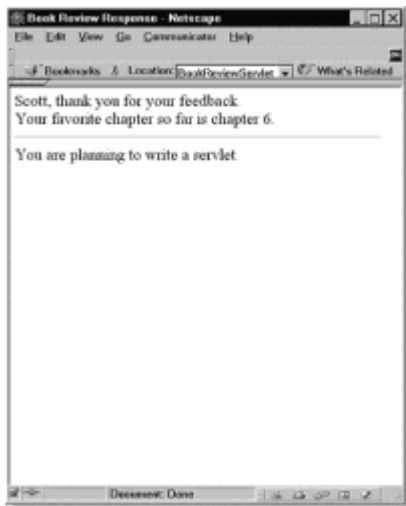 Book Review Response - Netscape
File Edit View Go Communicator Help
Bookmarks Location: BookReviewServlet What's Related
Scott, thank you for your feedback.
Your favorite chapter so far is chapter 6.
You are planning to write a servlet.
Document: Done